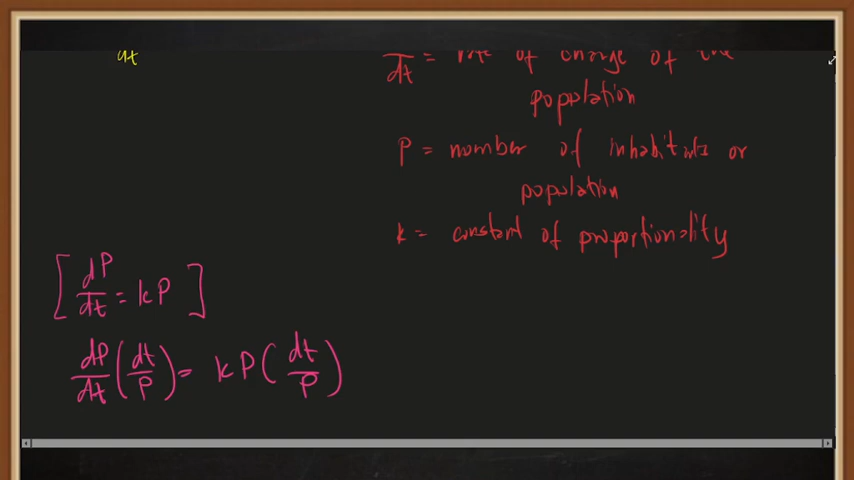 dt
dt = rate of change of the
population
P = number of inhabitants or
population
k = constant of proportionality
[ dP/dt = kP ]
dP/dt (dt/P) = kP (dt/P)